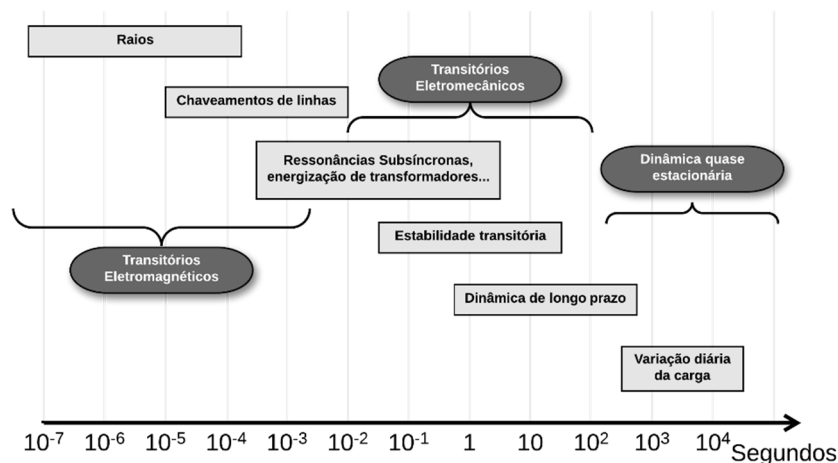 Raios
Transitórios
Eletromecânicos
Chaveamentos de linhas
Ressonâncias Subsíncronas,
energização de transformadores...
Dinâmica quase
estacionária
Estabilidade transitória
Transitórios
Eletromagnéticos
Dinâmica de longo prazo
Variação diária
da carga
10⁻⁷ 10⁻⁶ 10⁻⁵ 10⁻⁴ 10⁻³ 10⁻² 10⁻¹ 1 10 10² 10³ 10⁴
Segundos